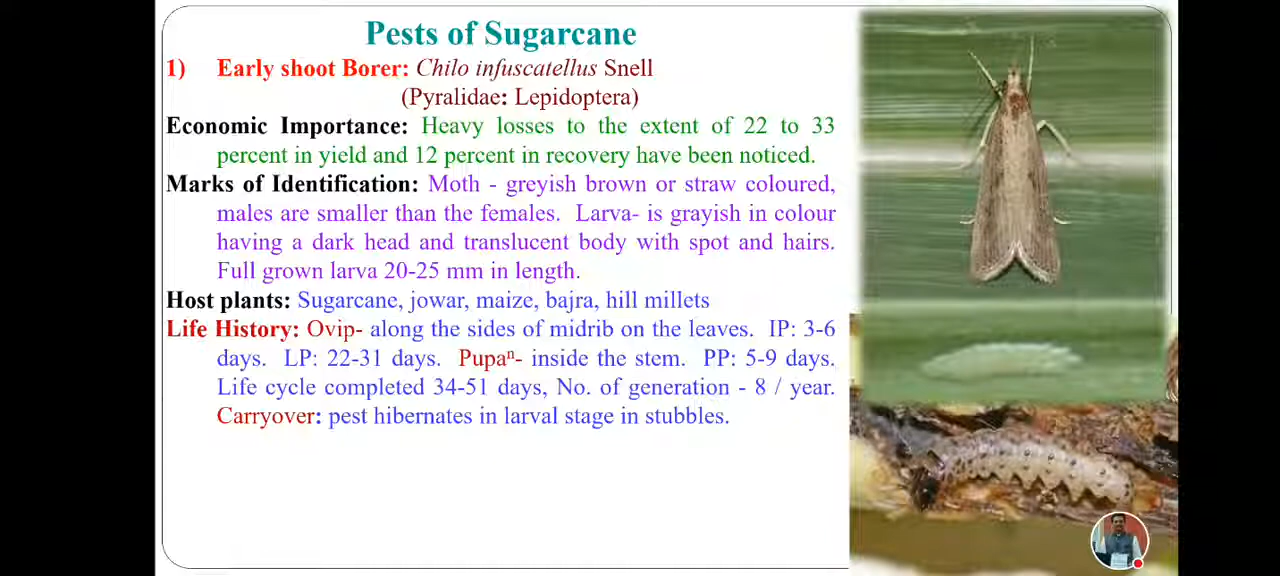 Pests of Sugarcane
1) Early shoot Borer: Chilo infuscatellus Snell
(Pyralidae: Lepidoptera)
Economic Importance: Heavy losses to the extent of 22 to 33
percent in yield and 12 percent in recovery have been noticed.
Marks of Identification: Moth - greyish brown or straw coloured,
males are smaller than the females. Larva- is grayish in colour
having a dark head and translucent body with spot and hairs.
Full grown larva 20-25 mm in length.
Host plants: Sugarcane, jowar, maize, bajra, hill millets
Life History: Ovip- along the sides of midrib on the leaves. IP: 3-6
days. LP: 22-31 days. Pupaⁿ- inside the stem. PP: 5-9 days.
Life cycle completed 34-51 days, No. of generation - 8 / year.
Carryover: pest hibernates in larval stage in stubbles.